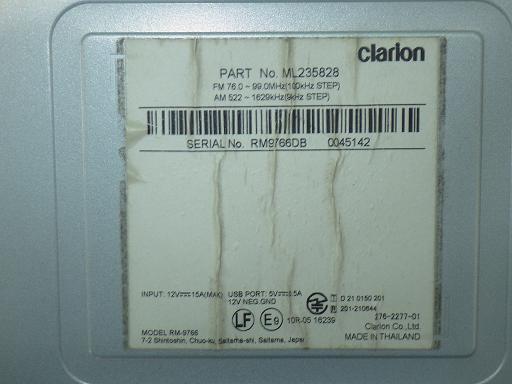 clarion
PART No. ML235828
FM 76.0 ~ 99.0MHz(100kHz STEP)
AM 522 ~ 1629kHz(9kHz STEP)
SERIAL No. RM9766DB 0045142
INPUT: 12V 15A(MAX) USB PORT: 5V 1.5A
12V NEG.GND
LF E9 10R-05 16239
T D 21 0150 201
R 201-210644
276-2277-01
Clarion Co.,Ltd.
MADE IN THAILAND
MODEL RM-9766
7-2 Shintoshin, Chuo-ku, Saitama-shi, Saitama,